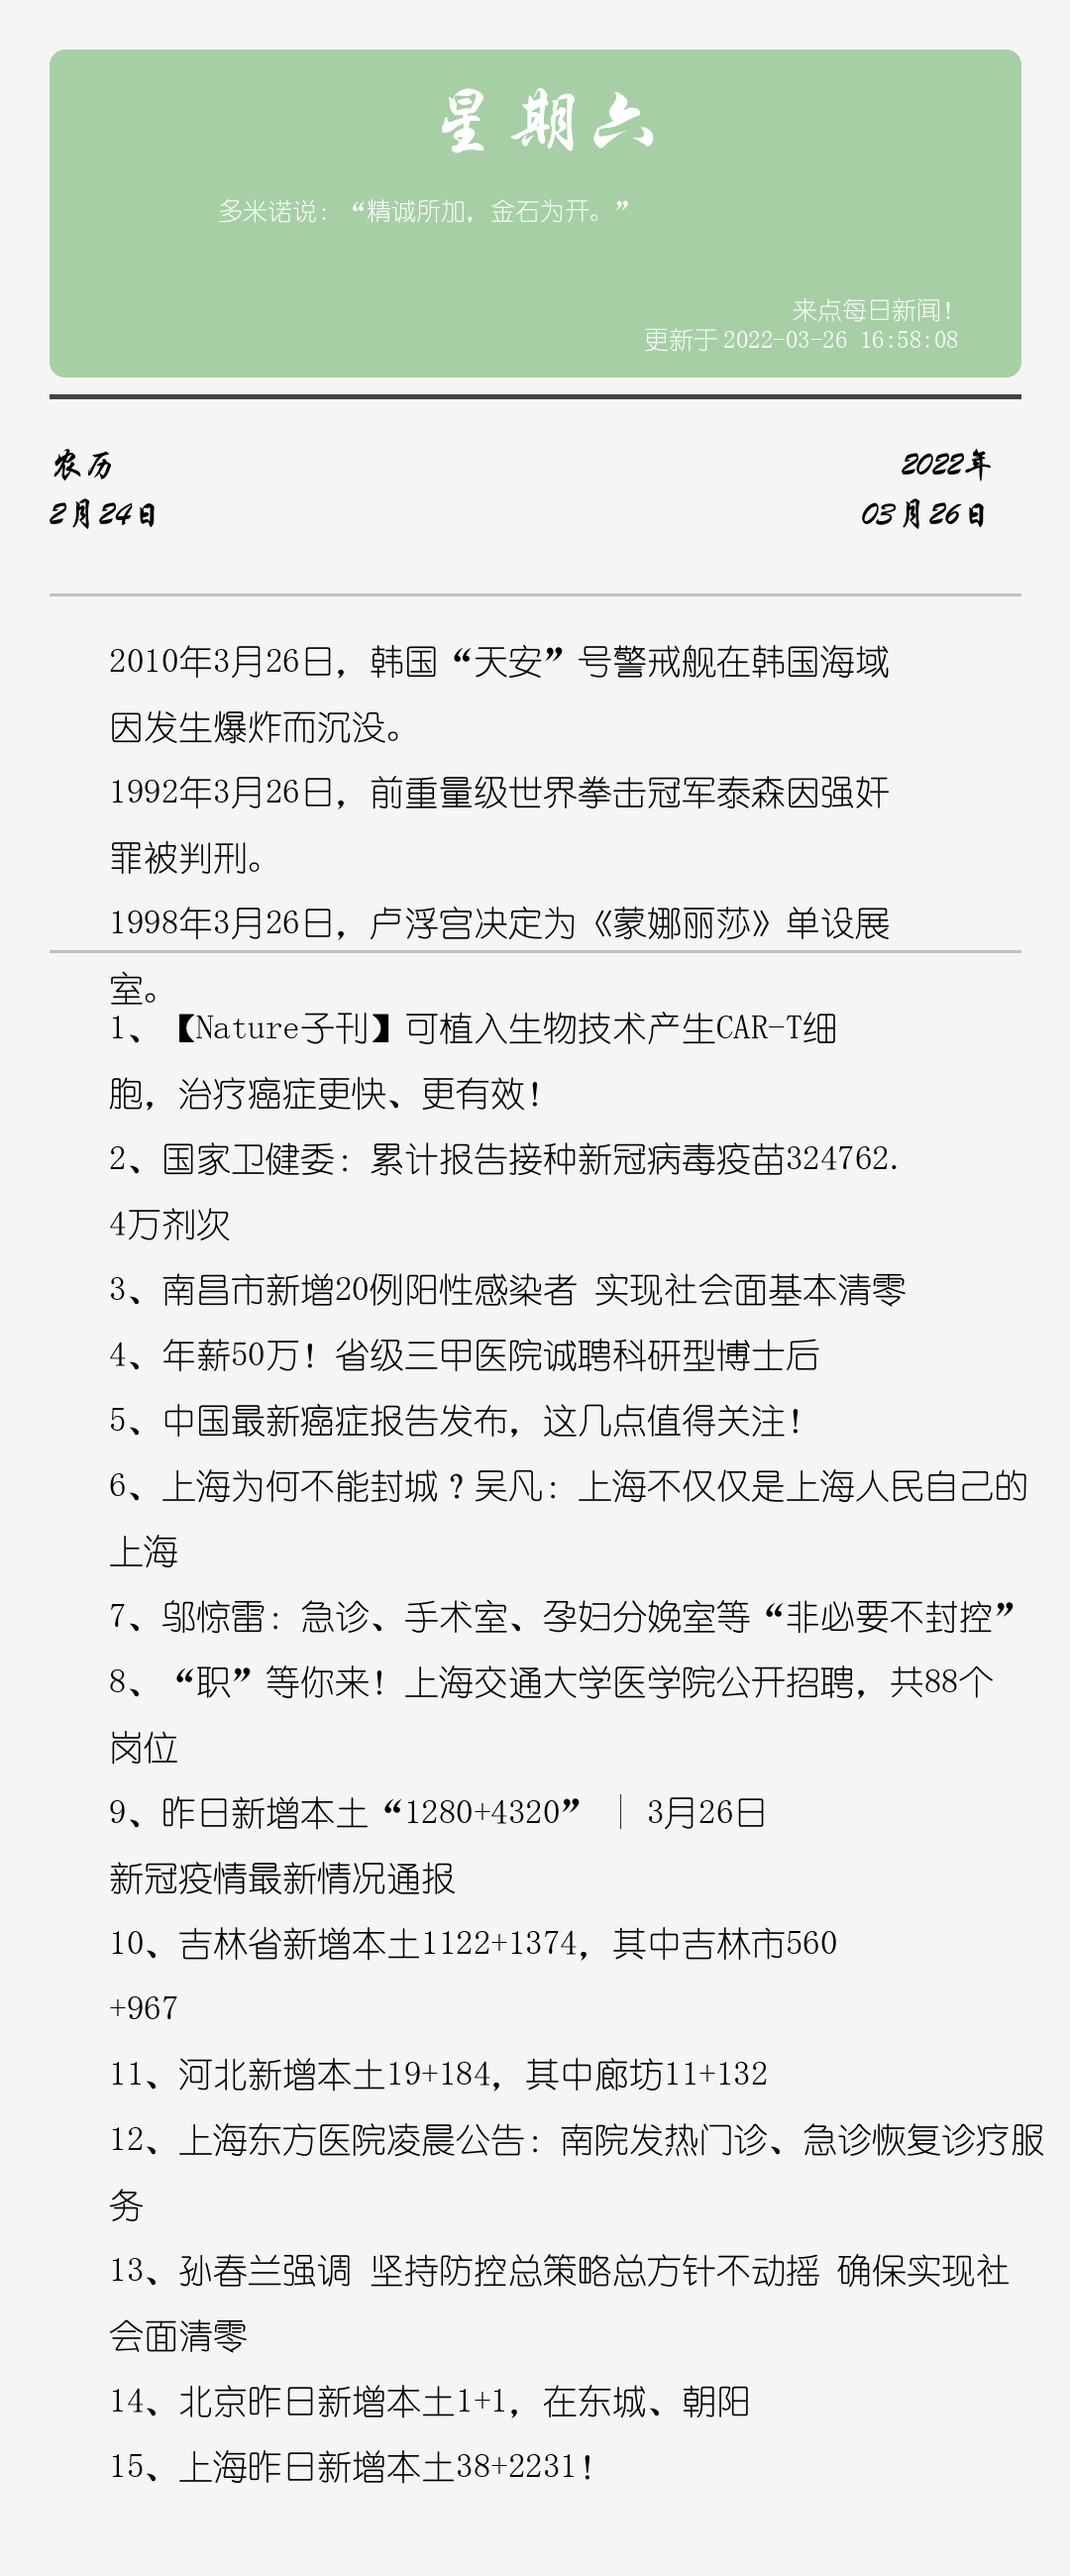 星期六
多米诺说：“精诚所加，金石为开。”
来点每日新闻！
更新于 2022-03-26 16:58:08
农历
2022年
2月24日
03月26日
2010年3月26日，韩国“天安”号警戒舰在韩国海域
因发生爆炸而沉没。
1992年3月26日，前重量级世界拳击冠军泰森因强奸
罪被判刑。
1998年3月26日，卢浮宫决定为《蒙娜丽莎》单设展
室。
1、【Nature子刊】可植入生物技术产生CAR-T细
胞，治疗癌症更快、更有效！
2、国家卫健委：累计报告接种新冠病毒疫苗324762.
4万剂次
3、南昌市新增20例阳性感染者 实现社会面基本清零
4、年薪50万！省级三甲医院诚聘科研型博士后
5、中国最新癌症报告发布，这几点值得关注！
6、上海为何不能封城？吴凡：上海不仅仅是上海人民自己的
上海
7、邬惊雷：急诊、手术室、孕妇分娩室等“非必要不封控”
8、“职”等你来！上海交通大学医学院公开招聘，共88个
岗位
9、昨日新增本土“1280+4320” ｜ 3月26日
新冠疫情最新情况通报
10、吉林省新增本土1122+1374，其中吉林市560
+967
11、河北新增本土19+184，其中廊坊11+132
12、上海东方医院凌晨公告：南院发热门诊、急诊恢复诊疗服
务
13、孙春兰强调 坚持防控总策略总方针不动摇 确保实现社
会面清零
14、北京昨日新增本土1+1，在东城、朝阳
15、上海昨日新增本土38+2231！